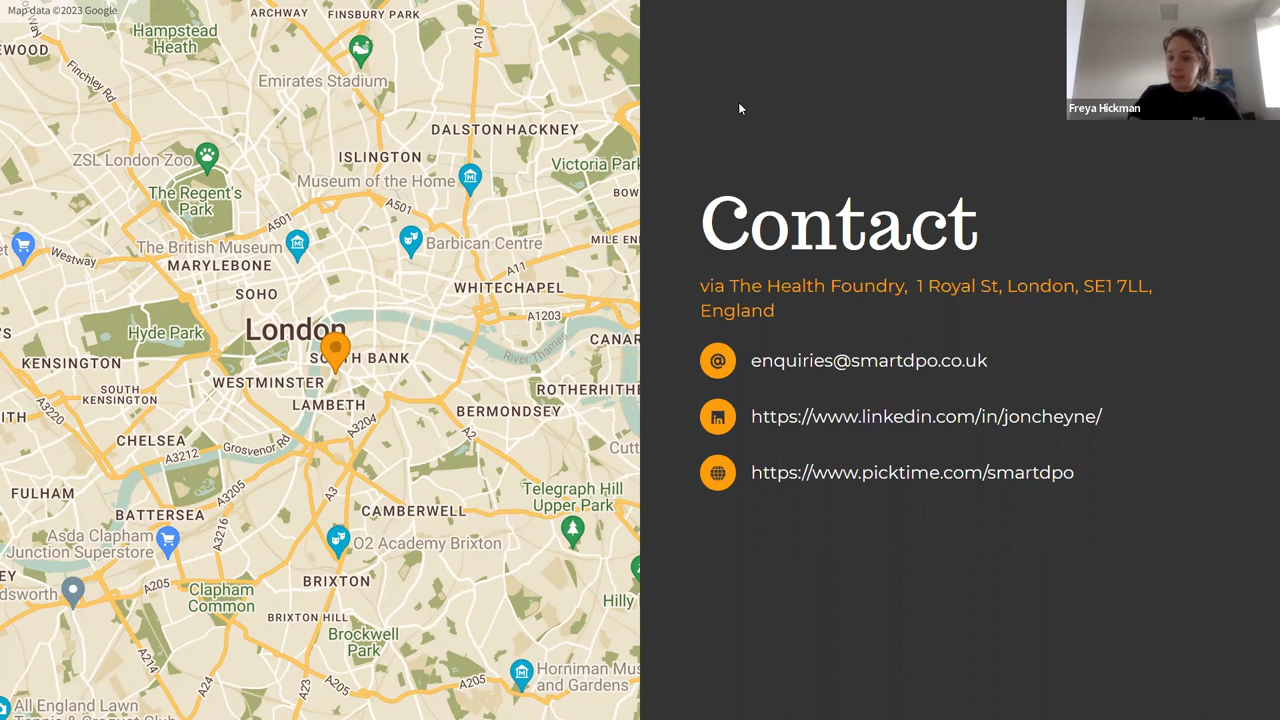 Map data ©2023 Google
ARCHWAY
FINSBURY PARK
Hampstead
Heath
A10
Finchley Rd
Emirates Stadium
DALSTON
HACKNEY
ISLINGTON
ZSL London Zoo
Victoria Park
Museum of the Home
The Regent's
Park
A501
A501
The British Museum
Barbican Centre
Westway
MARYLEBONE
A11
WHITECHAPEL
SOHO
A1203
London
Hyde Park
River Thames
SOUTH BANK
KENSINGTON
WESTMINSTER
SOUTH
KENSINGTON
LAMBETH
BERMONDSEY
A3220
A3204
A2
CHELSEA
Grosvenor Rd
A3212
FULHAM
A3205
A3
Telegraph Hill
Upper Park
BATTERSEA
CAMBERWELL
A3216
Asda Clapham
Junction Superstore
O2 Academy Brixton
BRIXTON
A205
Clapham
Common
Hilly
BRIXTON HILL
Brockwell
Park
A214
A24
A23
A205
A205
Horniman Mus
and Gardens
All England Lawn
Freya Hickman
Contact
via The Health Foundry, 1 Royal St, London, SE1 7LL,
England
@ enquiries@smartdpo.co.uk
in https://www.linkedin.com/in/joncheyne/
https://www.picktime.com/smartdpo